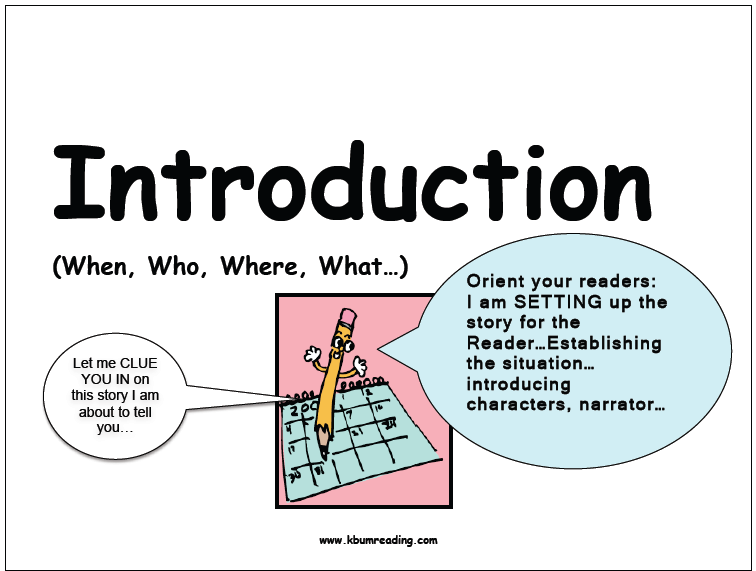 Introduction
(When, Who, Where, What…)
Orient your readers:
I am SETTING up the
story for the
Reader…Establishing
the situation…
introducing
characters, narrator…
Let me CLUE
YOU IN on
this story I am
about to tell
you…
www.kbumreading.com